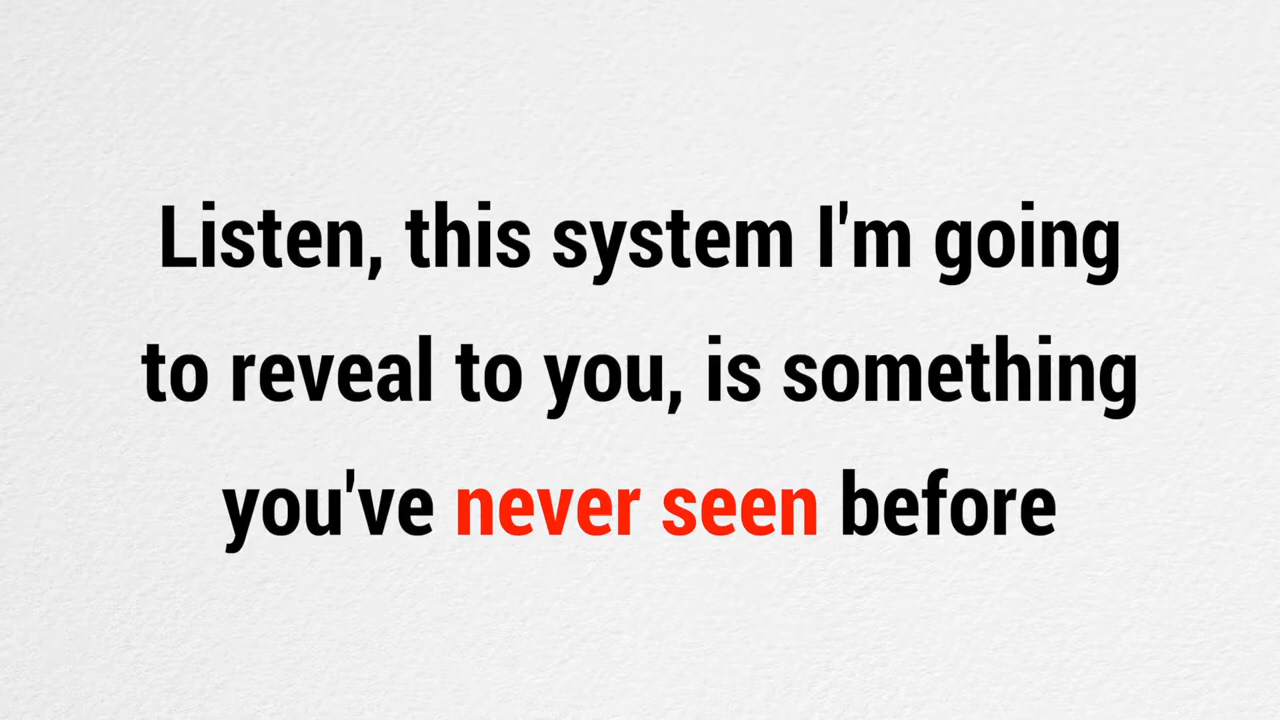 Listen, this system I'm going
to reveal to you, is something
you've never seen before